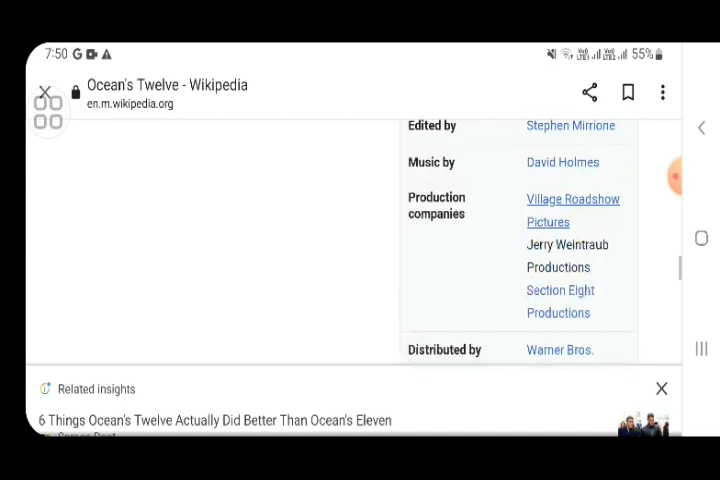 7:50 G
LTE1 LTE2 55%
Ocean's Twelve - Wikipedia
en.m.wikipedia.org
Edited by Stephen Mirrione
Music by David Holmes
Production Village Roadshow
companies Pictures
Jerry Weintraub
Productions
Section Eight
Productions
Distributed by Warner Bros.
Related insights
6 Things Ocean's Twelve Actually Did Better Than Ocean's Eleven